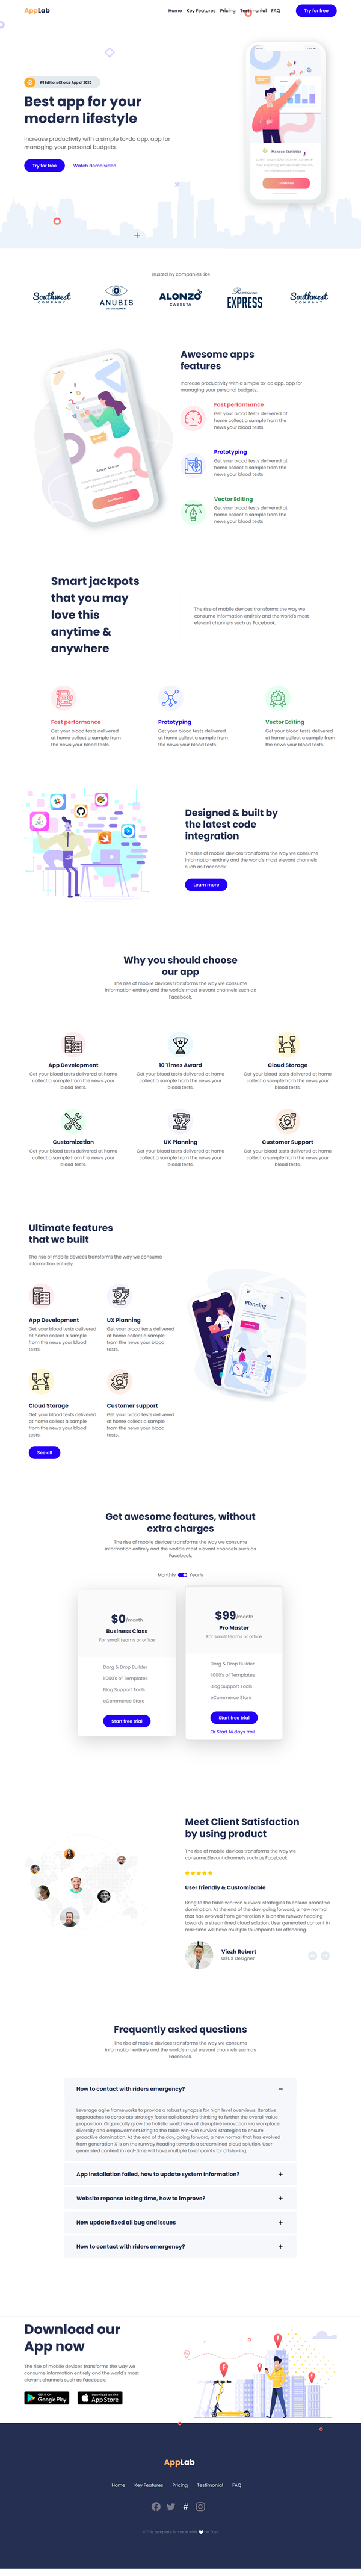 AppLab
Home Key Features Pricing Testimonial FAQ Try for free
#1 Editiors Choice App of 2020
Best app for your
modern lifestyle
Increase productivity with a simple to-do app. app for
managing your personal budgets.
Try for free Watch demo video
Manage Statistics
Continue
Trusted by companies like
Southwest
COMPANY
ANUBIS
ALONZO
CASSETA
Premium
EXPRESS
Southwest
COMPANY
Awesome apps
features
Increase productivity with a simple to-do app. app for
managing your personal budgets.
Smart Search
Fast performance
Get your blood tests delivered at
home collect a sample from the
news your blood tests
Prototyping
Get your blood tests delivered at
home collect a sample from the
news your blood tests
Vector Editing
Get your blood tests delivered at
home collect a sample from the
news your blood tests
Smart jackpots
that you may
love this
anytime &
anywhere
The rise of mobile devices transforms the way we
consume information entirely and the world's most
elevant channels such as Facebook.
Fast performance
Get your blood tests delivered
at home collect a sample from
the news your blood tests.
Prototyping
Get your blood tests delivered
at home collect a sample from
the news your blood tests.
Vector Editing
Get your blood tests delivered
at home collect a sample from
the news your blood tests.
Designed & built by
the latest code
integration
The rise of mobile devices transforms the way we consume
information entirely and the world's most elevant channels
such as Facebook.
Learn more
Why you should choose
our app
The rise of mobile devices transforms the way we consume
information entirely and the world's most elevant channels such as
Facebook.
App Development
Get your blood tests delivered at home
collect a sample from the news your
blood tests.
10 Times Award
Get your blood tests delivered at home
collect a sample from the news your
blood tests.
Cloud Storage
Get your blood tests delivered at home
collect a sample from the news your
blood tests.
Customization
Get your blood tests delivered at home
collect a sample from the news your
blood tests.
UX Planning
Get your blood tests delivered at home
collect a sample from the news your
blood tests.
Customer Support
Get your blood tests delivered at home
collect a sample from the news your
blood tests.
Ultimate features
that we built
The rise of mobile devices transforms the way we consume
information entirely.
App Development
Get your blood tests delivered
at home collect a sample
from the news your blood
tests.
UX Planning
Get your blood tests delivered
at home collect a sample
from the news your blood
tests.
Cloud Storage
Get your blood tests delivered
at home collect a sample
from the news your blood
tests.
Customer support
Get your blood tests delivered
at home collect a sample
from the news your blood
tests.
See all
Planning
Get awesome features, without
extra charges
The rise of mobile devices transforms the way we consume
information entirely and the world's most elevant channels such as
Facebook.
Monthly Yearly
$0/month
Business Class
For small teams or office
Darg & Drop Builder
1,000's of Templates
Blog Support Tools
eCommerce Store
Start free trial
$99/month
Pro Master
For small teams or office
Darg & Drop Builder
1,000's of Templates
Blog Support Tools
eCommerce Store
Start free trial
Or Start 14 days trail
Meet Client Satisfaction
by using product
The rise of mobile devices transforms the way we
consume.Elevant channels such as Facebook.
User friendly & Customizable
Bring to the table win-survival strategies to ensure proactive
domination. At the end of the day, going forward, a new normal
that has evolved from generation X is on the runway heading
towards a streamlined cloud solution. User generated content in
real-time will have multiple touchpoints for offshoring.
Viezh Robert
UI/UX Designer
Frequently asked questions
The rise of mobile devices transforms the way we consume
information entirely and the world's most elevant channels such as
Facebook.
How to contact with riders emergency?
Leverage agile frameworks to provide a robust synopsis for high level overviews. Iterative
approaches to corporate strategy foster collaborative thinking to further the overall value
proposition. Organically grow the holistic world view of disruptive innovation via workplace
diversity and empowerment.Bring to the table win-win survival strategies to ensure
proactive domination. At the end of the day, going forward, a new normal that has evolved
from generation X is on the runway heading towards a streamlined cloud solution. User
generated content in real-time will have multiple touchpoints for offshoring.
App installation failed, how to update system information?
Website reponse taking time, how to improve?
New update fixed all bug and issues
How to contact with riders emergency?
Download our
App now
The rise of mobile devices transforms the way we
consume information entirely and the world's most
elevant channels such as Facebook.
GET IT ON
Google Play
Download on the
App Store
AppLab
Home Key Features Pricing Testimonial FAQ